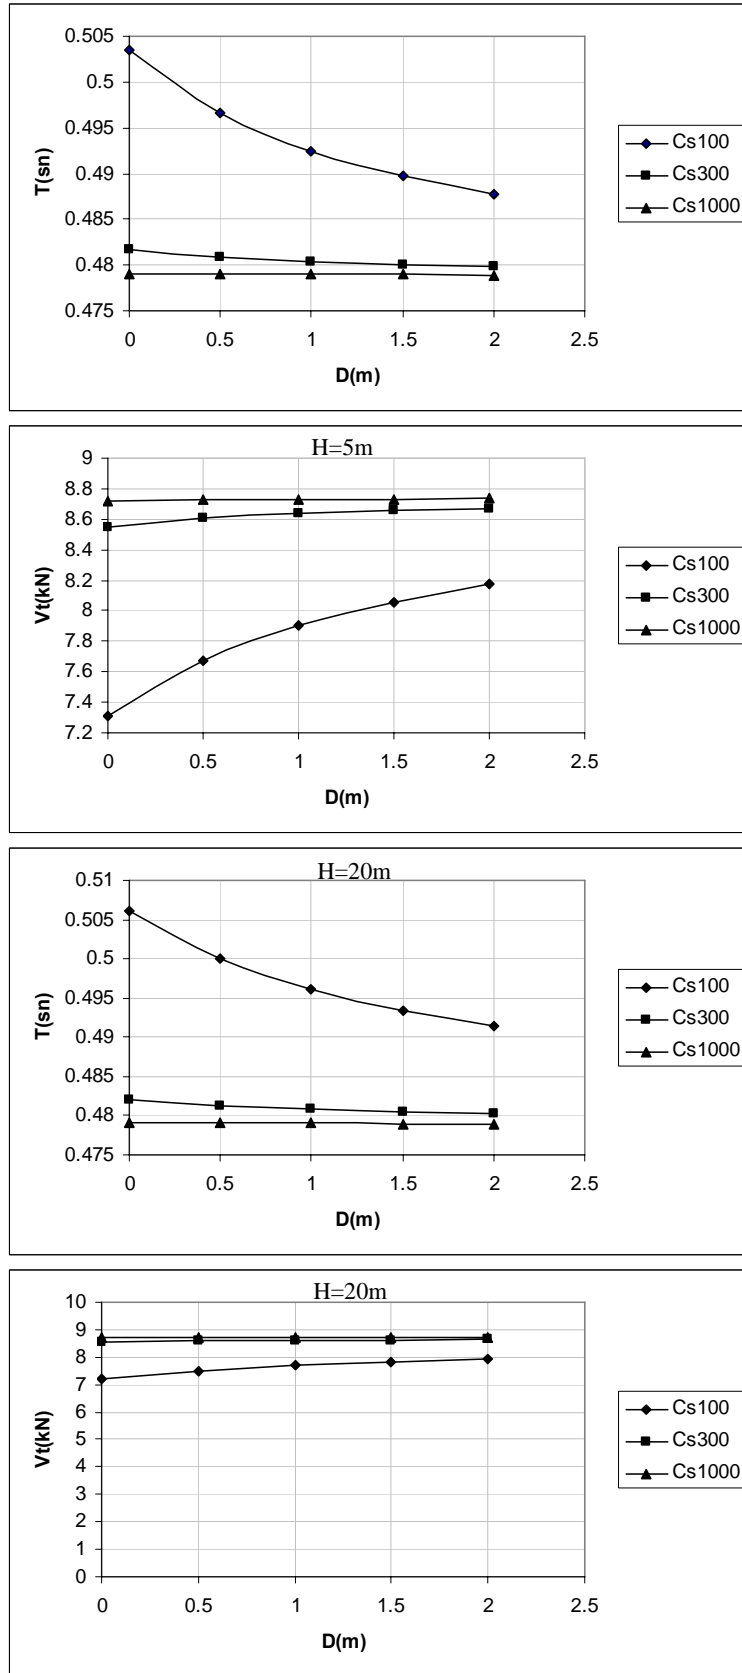 0.505
0.5
0.495
0.49
0.485
0.48
0.475
T(sn)
0 0.5 1 1.5 2 2.5
D(m)
Cs100
Cs300
Cs1000
H=5m
9
8.8
8.6
8.4
8.2
8
7.8
7.6
7.4
7.2
Vt(kN)
0 0.5 1 1.5 2 2.5
D(m)
Cs100
Cs300
Cs1000
H=20m
0.51
0.505
0.5
0.495
0.49
0.485
0.48
0.475
T(sn)
0 0.5 1 1.5 2 2.5
D(m)
Cs100
Cs300
Cs1000
H=20m
10
9
8
7
6
5
4
3
2
1
0
Vt(kN)
0 0.5 1 1.5 2 2.5
D(m)
Cs100
Cs300
Cs1000